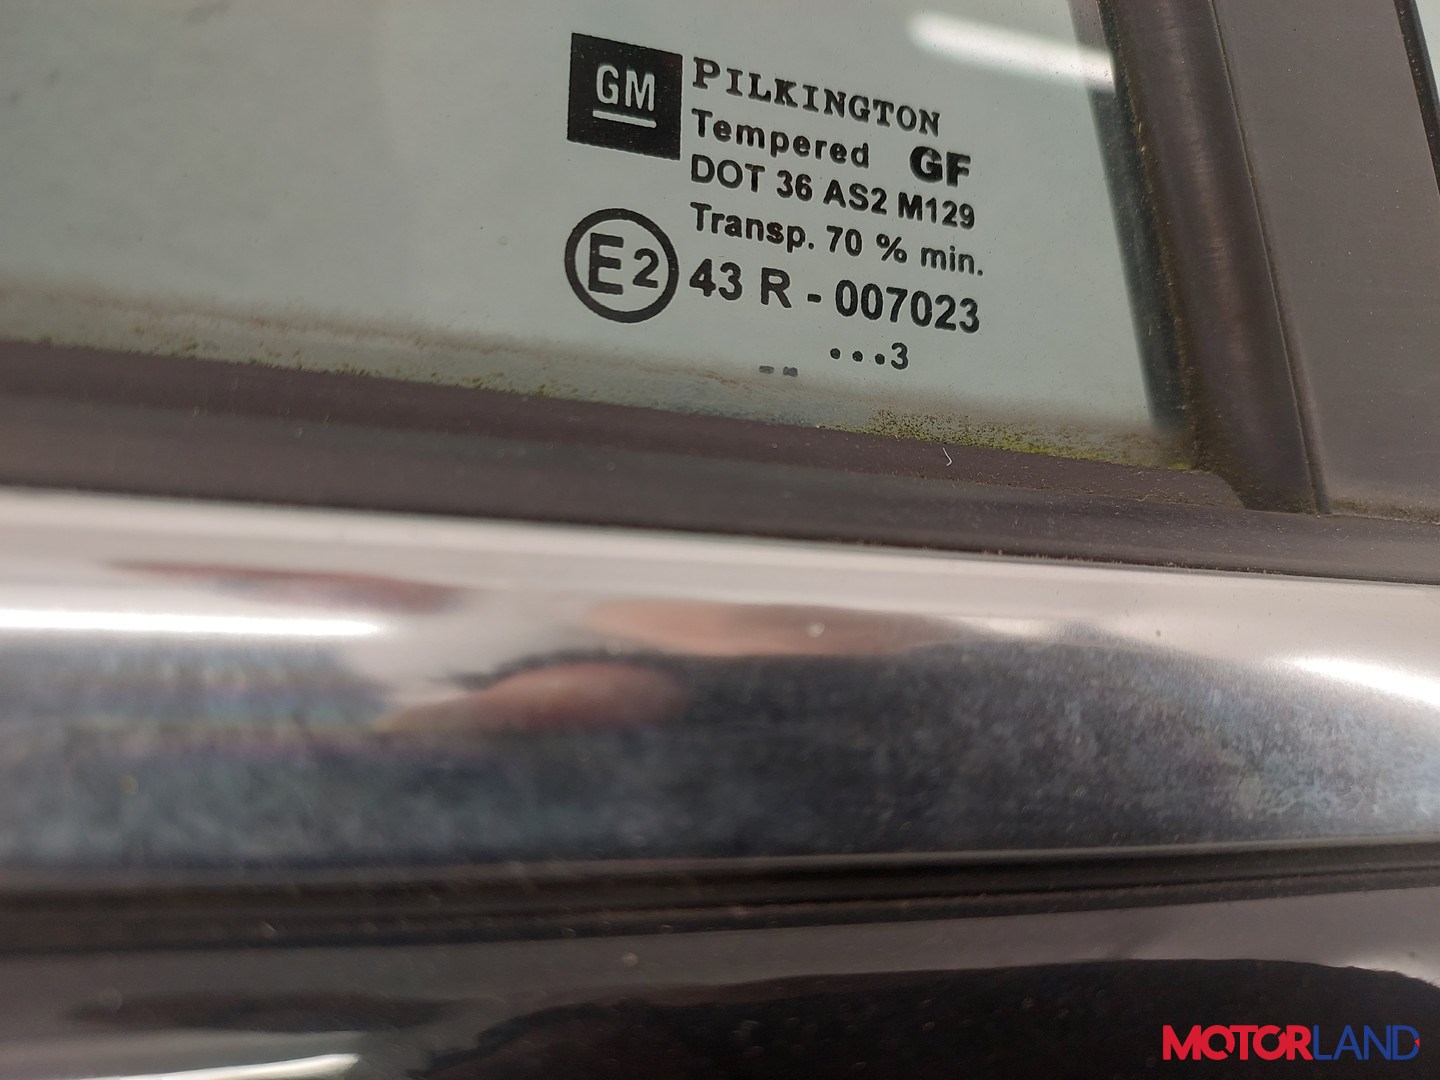 GM
PILKINGTON
Tempered GF
DOT 36 AS2 M129
Transp. 70 % min.
E2 43 R - 007023
•••3
MOTORLAND